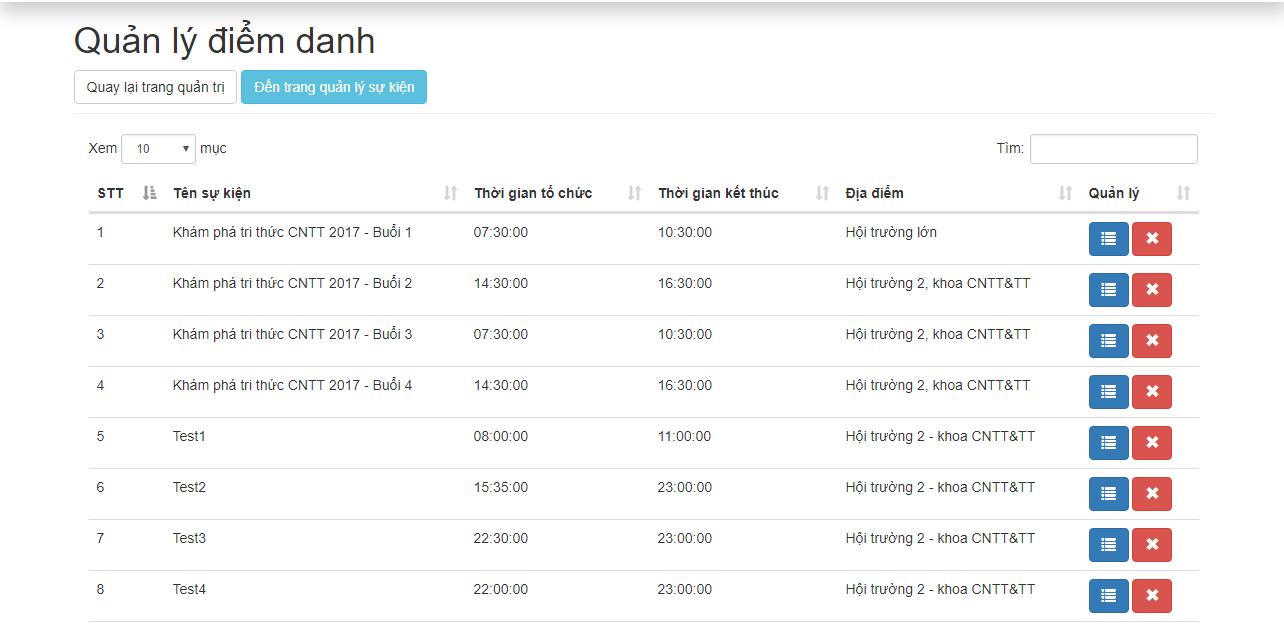 Quản lý điểm danh
Quay lại trang quản trị Đến trang quản lý sự kiện
Xem 10 mục Tìm:
STT Tên sự kiện Thời gian tổ chức Thời gian kết thúc Địa điểm Quản lý
1 Khám phá tri thức CNTT 2017 - Buổi 1 07:30:00 10:30:00 Hội trường lớn
2 Khám phá tri thức CNTT 2017 - Buổi 2 14:30:00 16:30:00 Hội trường 2, khoa CNTT&TT
3 Khám phá tri thức CNTT 2017 - Buổi 3 07:30:00 10:30:00 Hội trường 2, khoa CNTT&TT
4 Khám phá tri thức CNTT 2017 - Buổi 4 14:30:00 16:30:00 Hội trường 2, khoa CNTT&TT
5 Test1 08:00:00 11:00:00 Hội trường 2 - khoa CNTT&TT
6 Test2 15:35:00 23:00:00 Hội trường 2 - khoa CNTT&TT
7 Test3 22:30:00 23:00:00 Hội trường 2 - khoa CNTT&TT
8 Test4 22:00:00 23:00:00 Hội trường 2 - khoa CNTT&TT